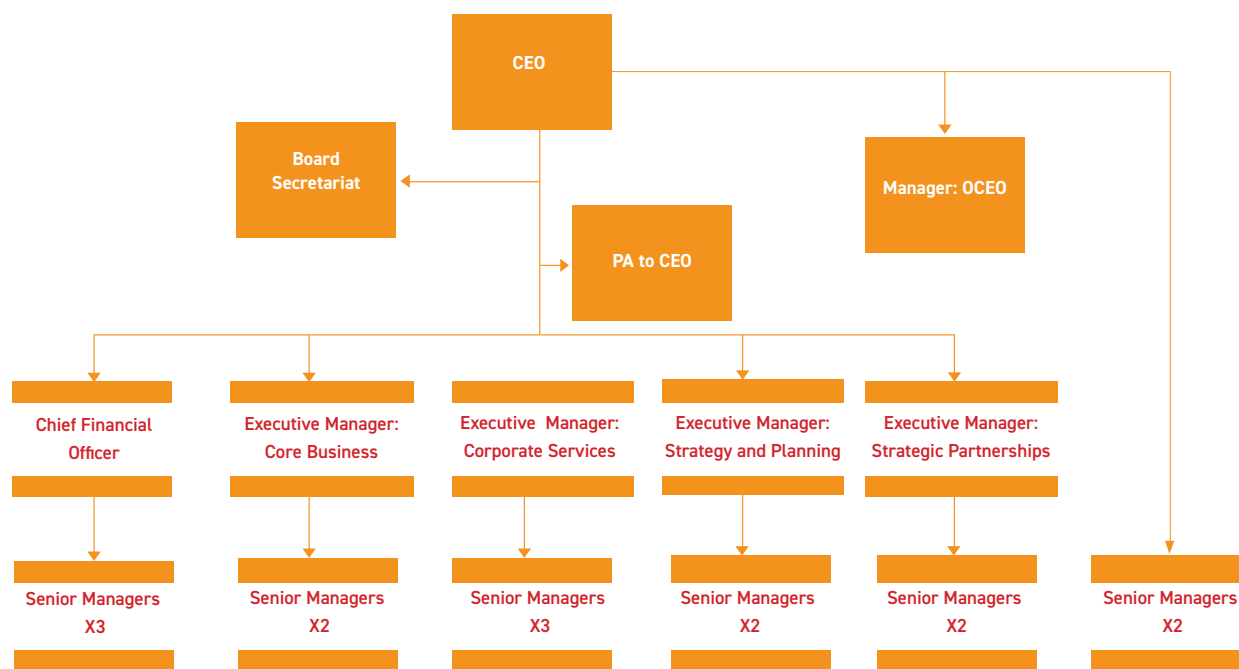 CEO
Board
Secretariat
Manager: OCEO
PA to CEO
Chief Financial
Officer
Executive Manager:
Core Business
Executive  Manager:
Corporate Services
Executive Manager:
Strategy and Planning
Executive Manager:
Strategic Partnerships
Senior Managers
X3
Senior Managers
X2
Senior Managers
X3
Senior Managers
X2
Senior Managers
X2
Senior Managers
X2